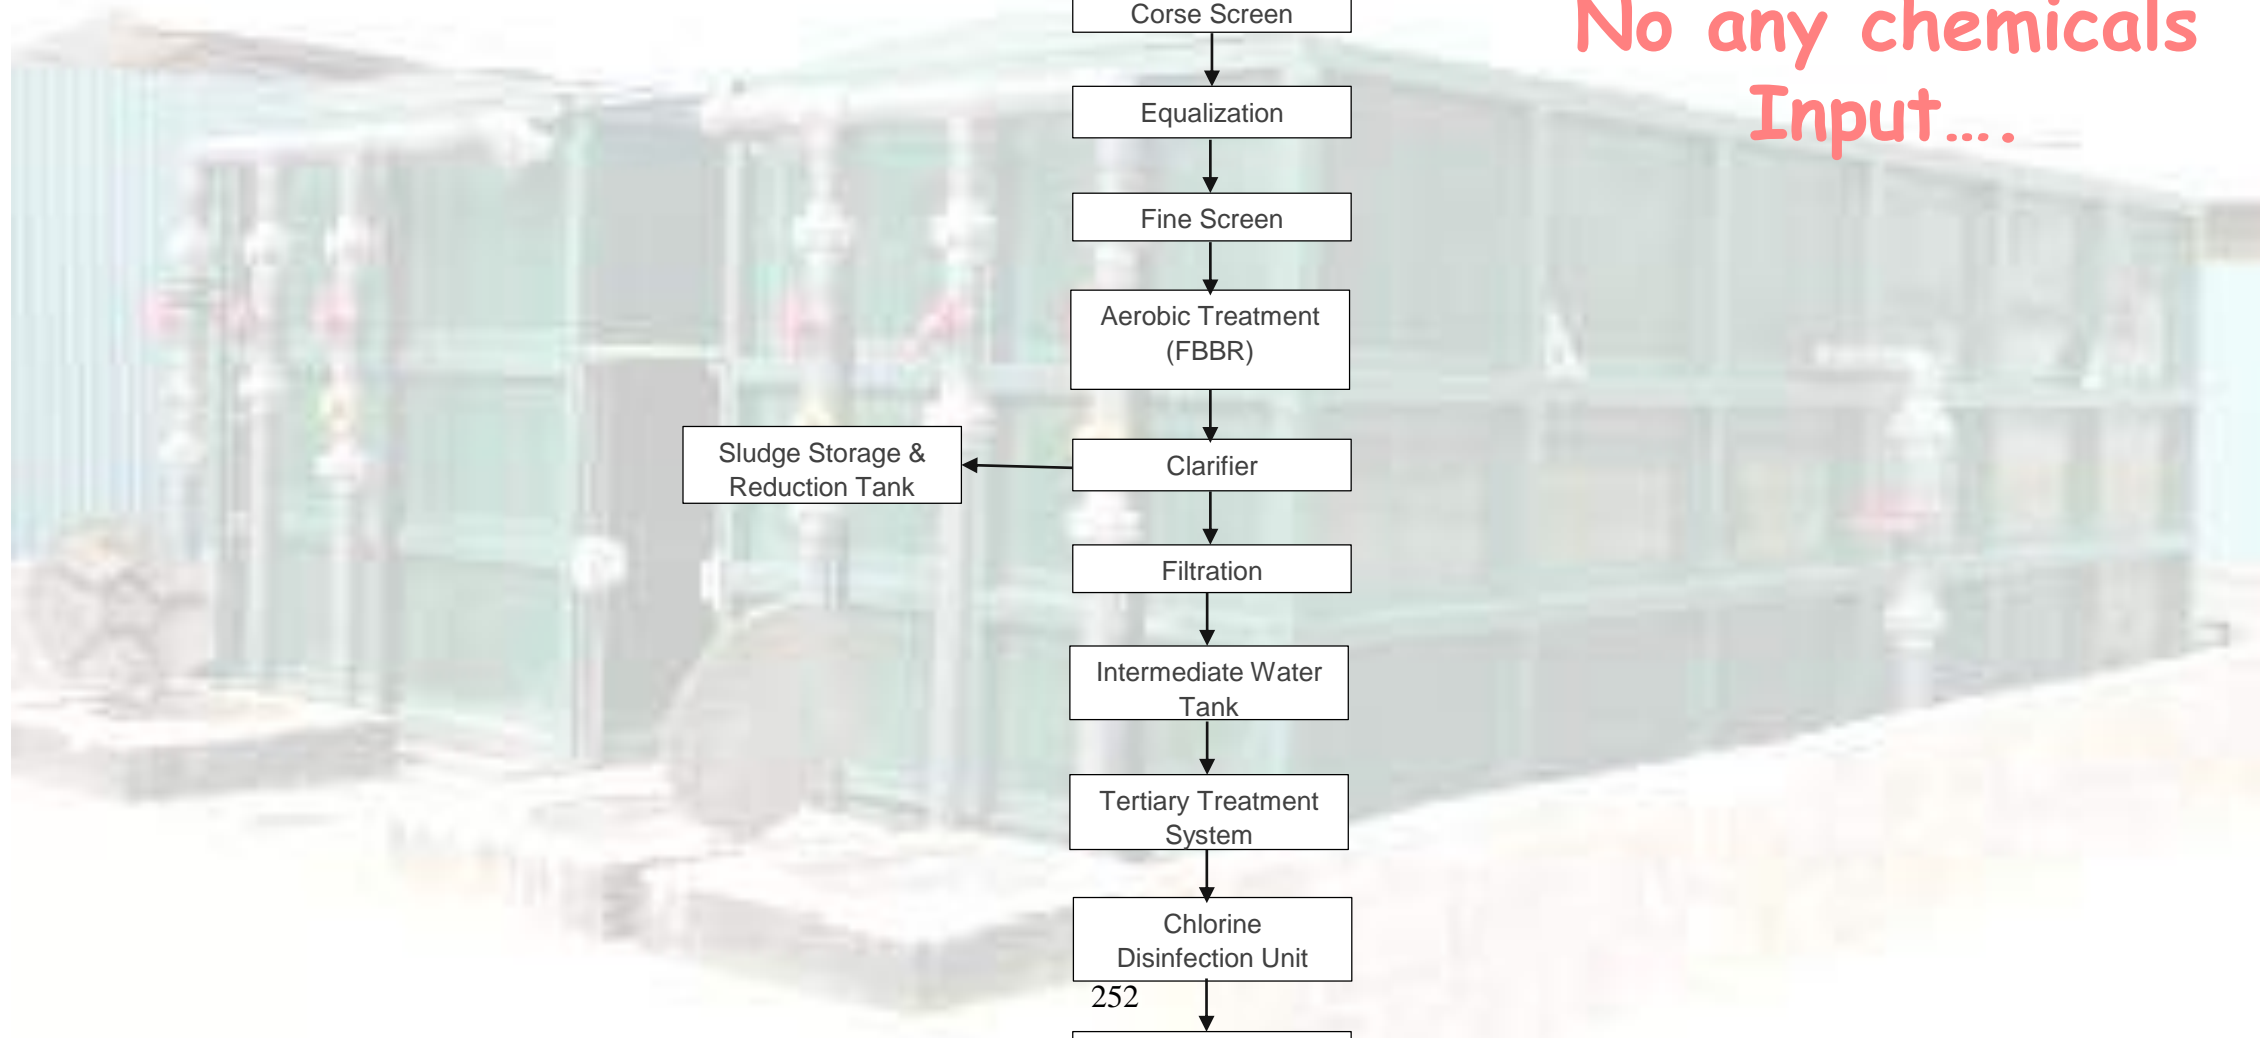 Corse Screen
No any chemicals
Input....
Equalization
Fine Screen
Aerobic Treatment
(FBBR)
Sludge Storage &
Reduction Tank
Clarifier
Filtration
Intermediate Water
Tank
Tertiary Treatment
System
Chlorine
Disinfection Unit
252